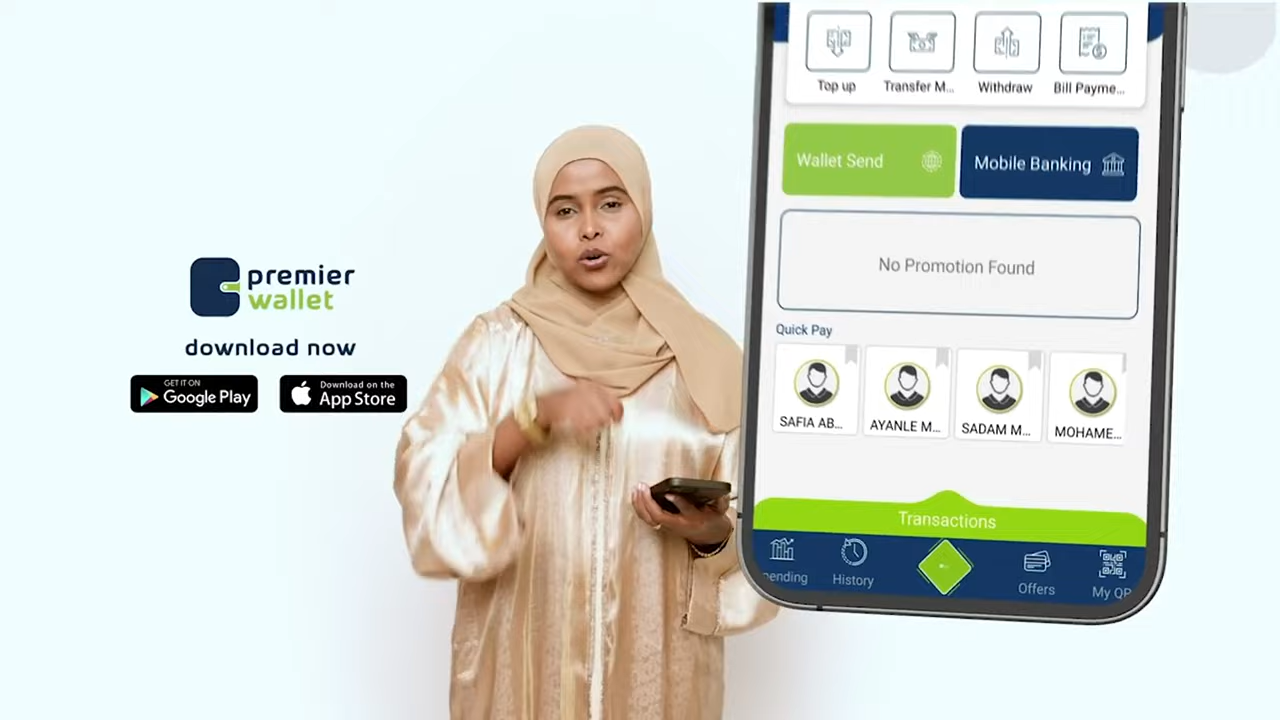 premier
wallet
download now
GET IT ON
Google Play
Download on the
App Store
Top up
Transfer M...
Withdraw
Bill Payme...
Wallet Send
Mobile Banking
No Promotion Found
Quick Pay
SAFIA AB...
AYANLE M...
SADAM M...
MOHAME...
Transactions
ending
History
Offers
My QR